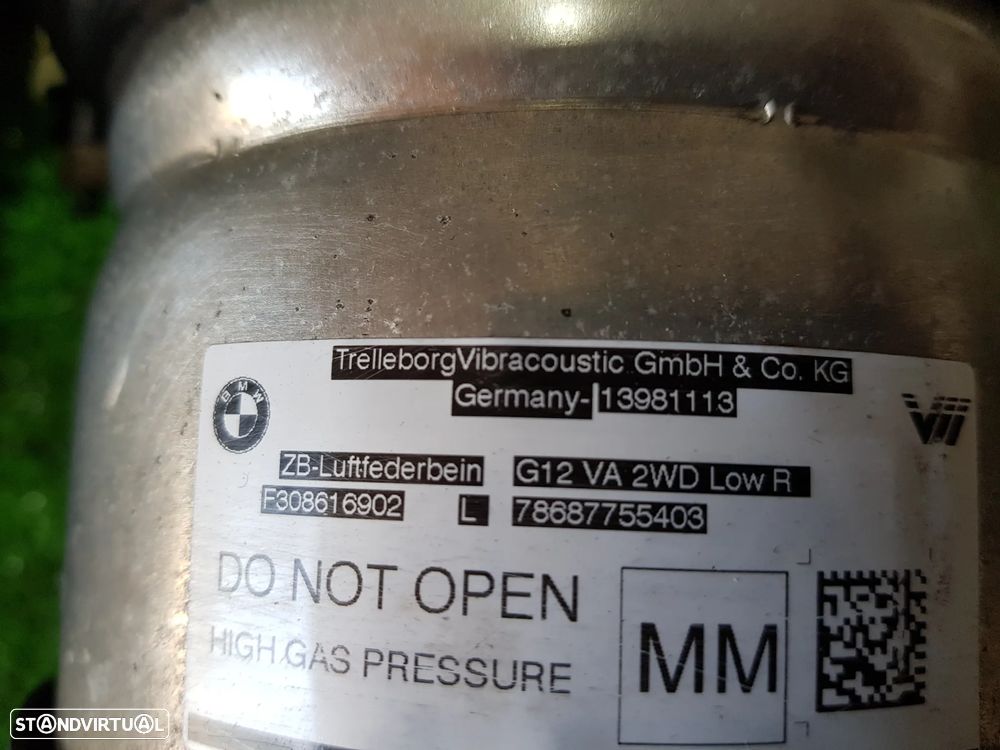 TrelleborgVibracoustic GmbH & Co. KG
Germany- 13981113
BMW
ZB-Luftfederbein G12 VA 2WD Low R
F308616902 L 78687755403
DO NOT OPEN
HIGH GAS PRESSURE
MM
STANDVIRTUAL